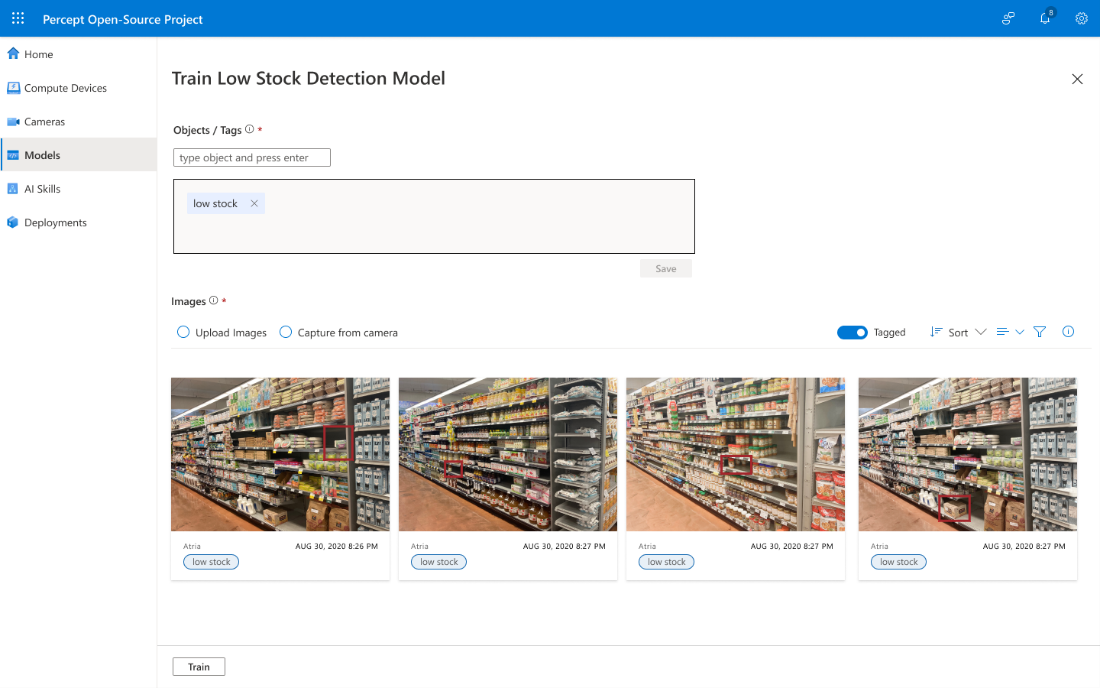 Percept Open-Source Project
8
Home
Compute Devices
Cameras
Models
AI Skills
Deployments
Train Low Stock Detection Model
Objects / Tags *
type object and press enter
low stock
Save
Images *
Upload Images Capture from camera Tagged Sort
Atria AUG 30, 2020 8:26 PM
low stock
Atria AUG 30, 2020 8:27 PM
low stock
Atria AUG 30, 2020 8:27 PM
low stock
Atria AUG 30, 2020 8:27 PM
low stock
Train